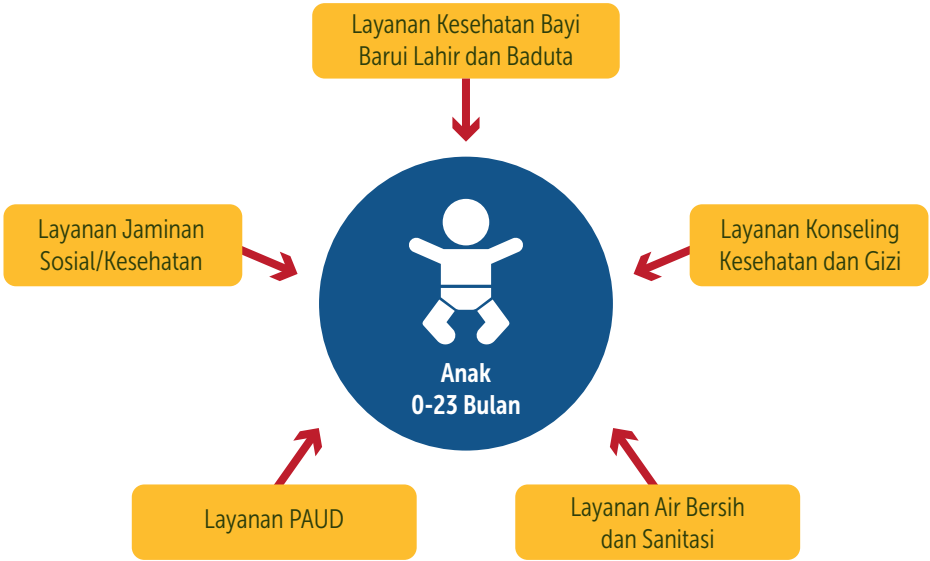 Layanan Kesehatan Bayi
Barui Lahir dan Baduta
Layanan Jaminan
Sosial/Kesehatan
Layanan Konseling
Kesehatan dan Gizi
Anak
0-23 Bulan
Layanan PAUD
Layanan Air Bersih
dan Sanitasi